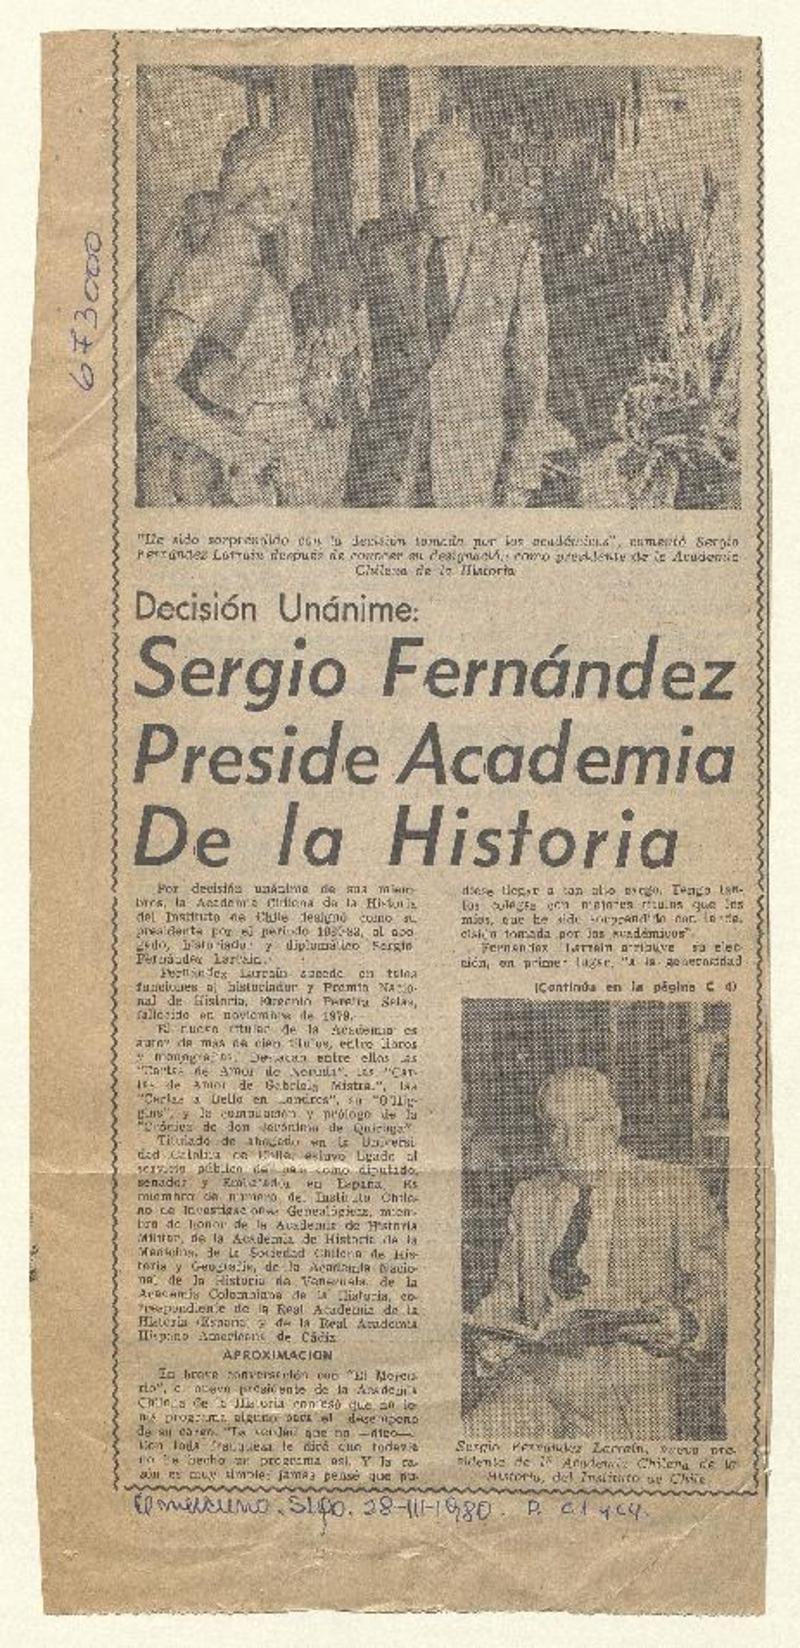 673000
"He sido sorprendido con la decisión tomada por los académicos", comentó Sergio
Fernández Larraín después de conocer su designación como presidente de la Academia
Chilena de la Historia
Decisión Unánime:
Sergio Fernández
Preside Academia
De la Historia
Por decisión unánime de sus miem-
bros, la Academia Chilena de la Historia
del Instituto de Chile designó como su
presidente por el período 1980-83, al abo-
gado, historiador y diplomático Sergio
Fernández Larraín.
Fernández Larraín sucede en tales
funciones al historiador y Premio Nacio-
nal de Historia, Eugenio Pereira Salas,
fallecido en noviembre de 1979.
El nuevo titular de la Academia es
autor de más de cien títulos, entre libros
y monografías. Destacan entre ellos las
"Cartas de Amor de Neruda", las "Car-
tas de Amor de Gabriela Mistral", las
"Cartas a Bello en Londres", su "O'Hig-
gins", y la compilación y prólogo de la
"Crónica de don Jerónimo de Quiroga".
Titulado de abogado en la Universi-
dad Católica de Chile, estuvo ligado al
servicio público del país como diputado,
senador y Embajador en España. Es
miembro de número del Instituto Chile-
no de Investigaciones Genealógicas, miem-
bro de honor de la Academia de Historia
Militar, de la Academia de Historia de la
Medicina, de la Sociedad Chilena de His-
toria y Geografía, de la Academia Nacio-
nal de la Historia de Venezuela, de la
Academia Colombiana de la Historia, co-
rrespondiente de la Real Academia de la
Historia (España) y de la Real Academia
Hispano Americana de Cádiz.
APROXIMACION
En breve conversación con "El Mercu-
rio", el nuevo presidente de la Academia
Chilena de la Historia confesó que no te-
nía programa alguno para el desempeño
de su cargo. "La verdad que no —dice—.
Con toda franqueza le diré que todavía
no he hecho un programa así. Y la ra-
zón es muy simple: jamás pensé que pu-
diese llegar a tan alto cargo. Tengo tan-
tos colegas con mejores títulos que los
míos, que he sido sorprendido con la de-
cisión tomada por los académicos".
Fernández Larraín atribuye su elec-
ción, en primer lugar, "a la generosidad
(Continúa en la página C 4)
Sergio Fernández Larraín, nuevo pre-
sidente de la Academia Chilena de la
Historia, del Instituto de Chile
El mercurio. Stgo. 28-III-1980. P. C1 y C4.